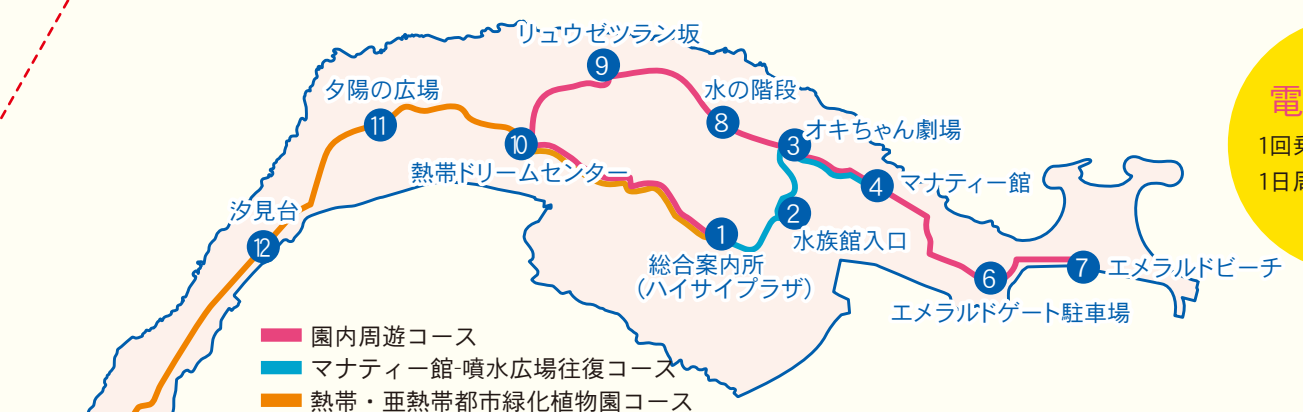 リュウゼツラン坂
9
夕陽の広場
水の階段
電
11
8
オキちゃん劇場
3
10
1回乗
熱帯ドリームセンター
4
マナティー館
1日周
汐見台
2
1
水族館入口
12
総合案内所
(ハイサイプラザ)
7
エメラルドビーチ
6
エメラルドゲート駐車場
園内周遊コース
マナティー館-噴水広場往復コース
熱帯・亜熱帯都市緑化植物園コース